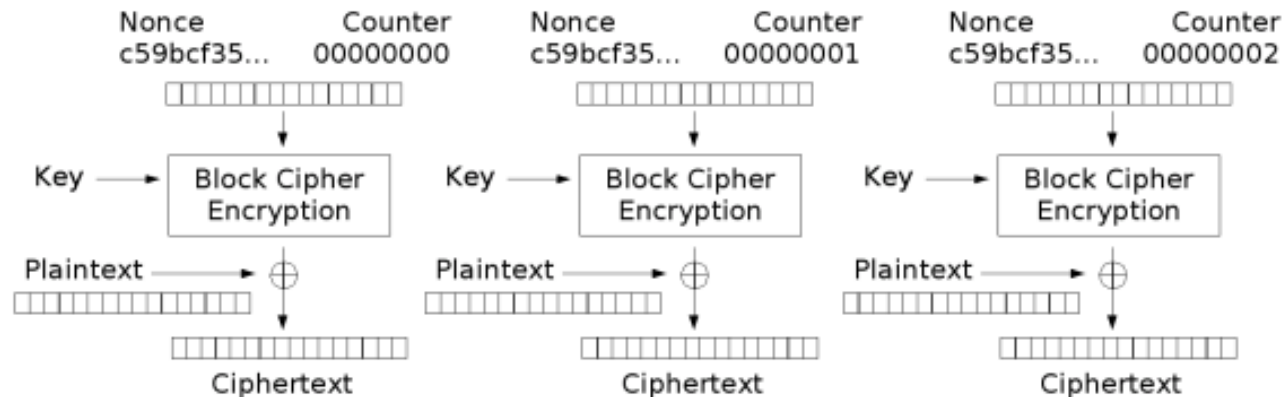 Nonce Counter Nonce Counter Nonce Counter
c59bcf35... 00000000 c59bcf35... 00000001 c59bcf35... 00000002
Key Block Cipher Key Block Cipher Key Block Cipher
Encryption Encryption Encryption
Plaintext Plaintext Plaintext
Ciphertext Ciphertext Ciphertext